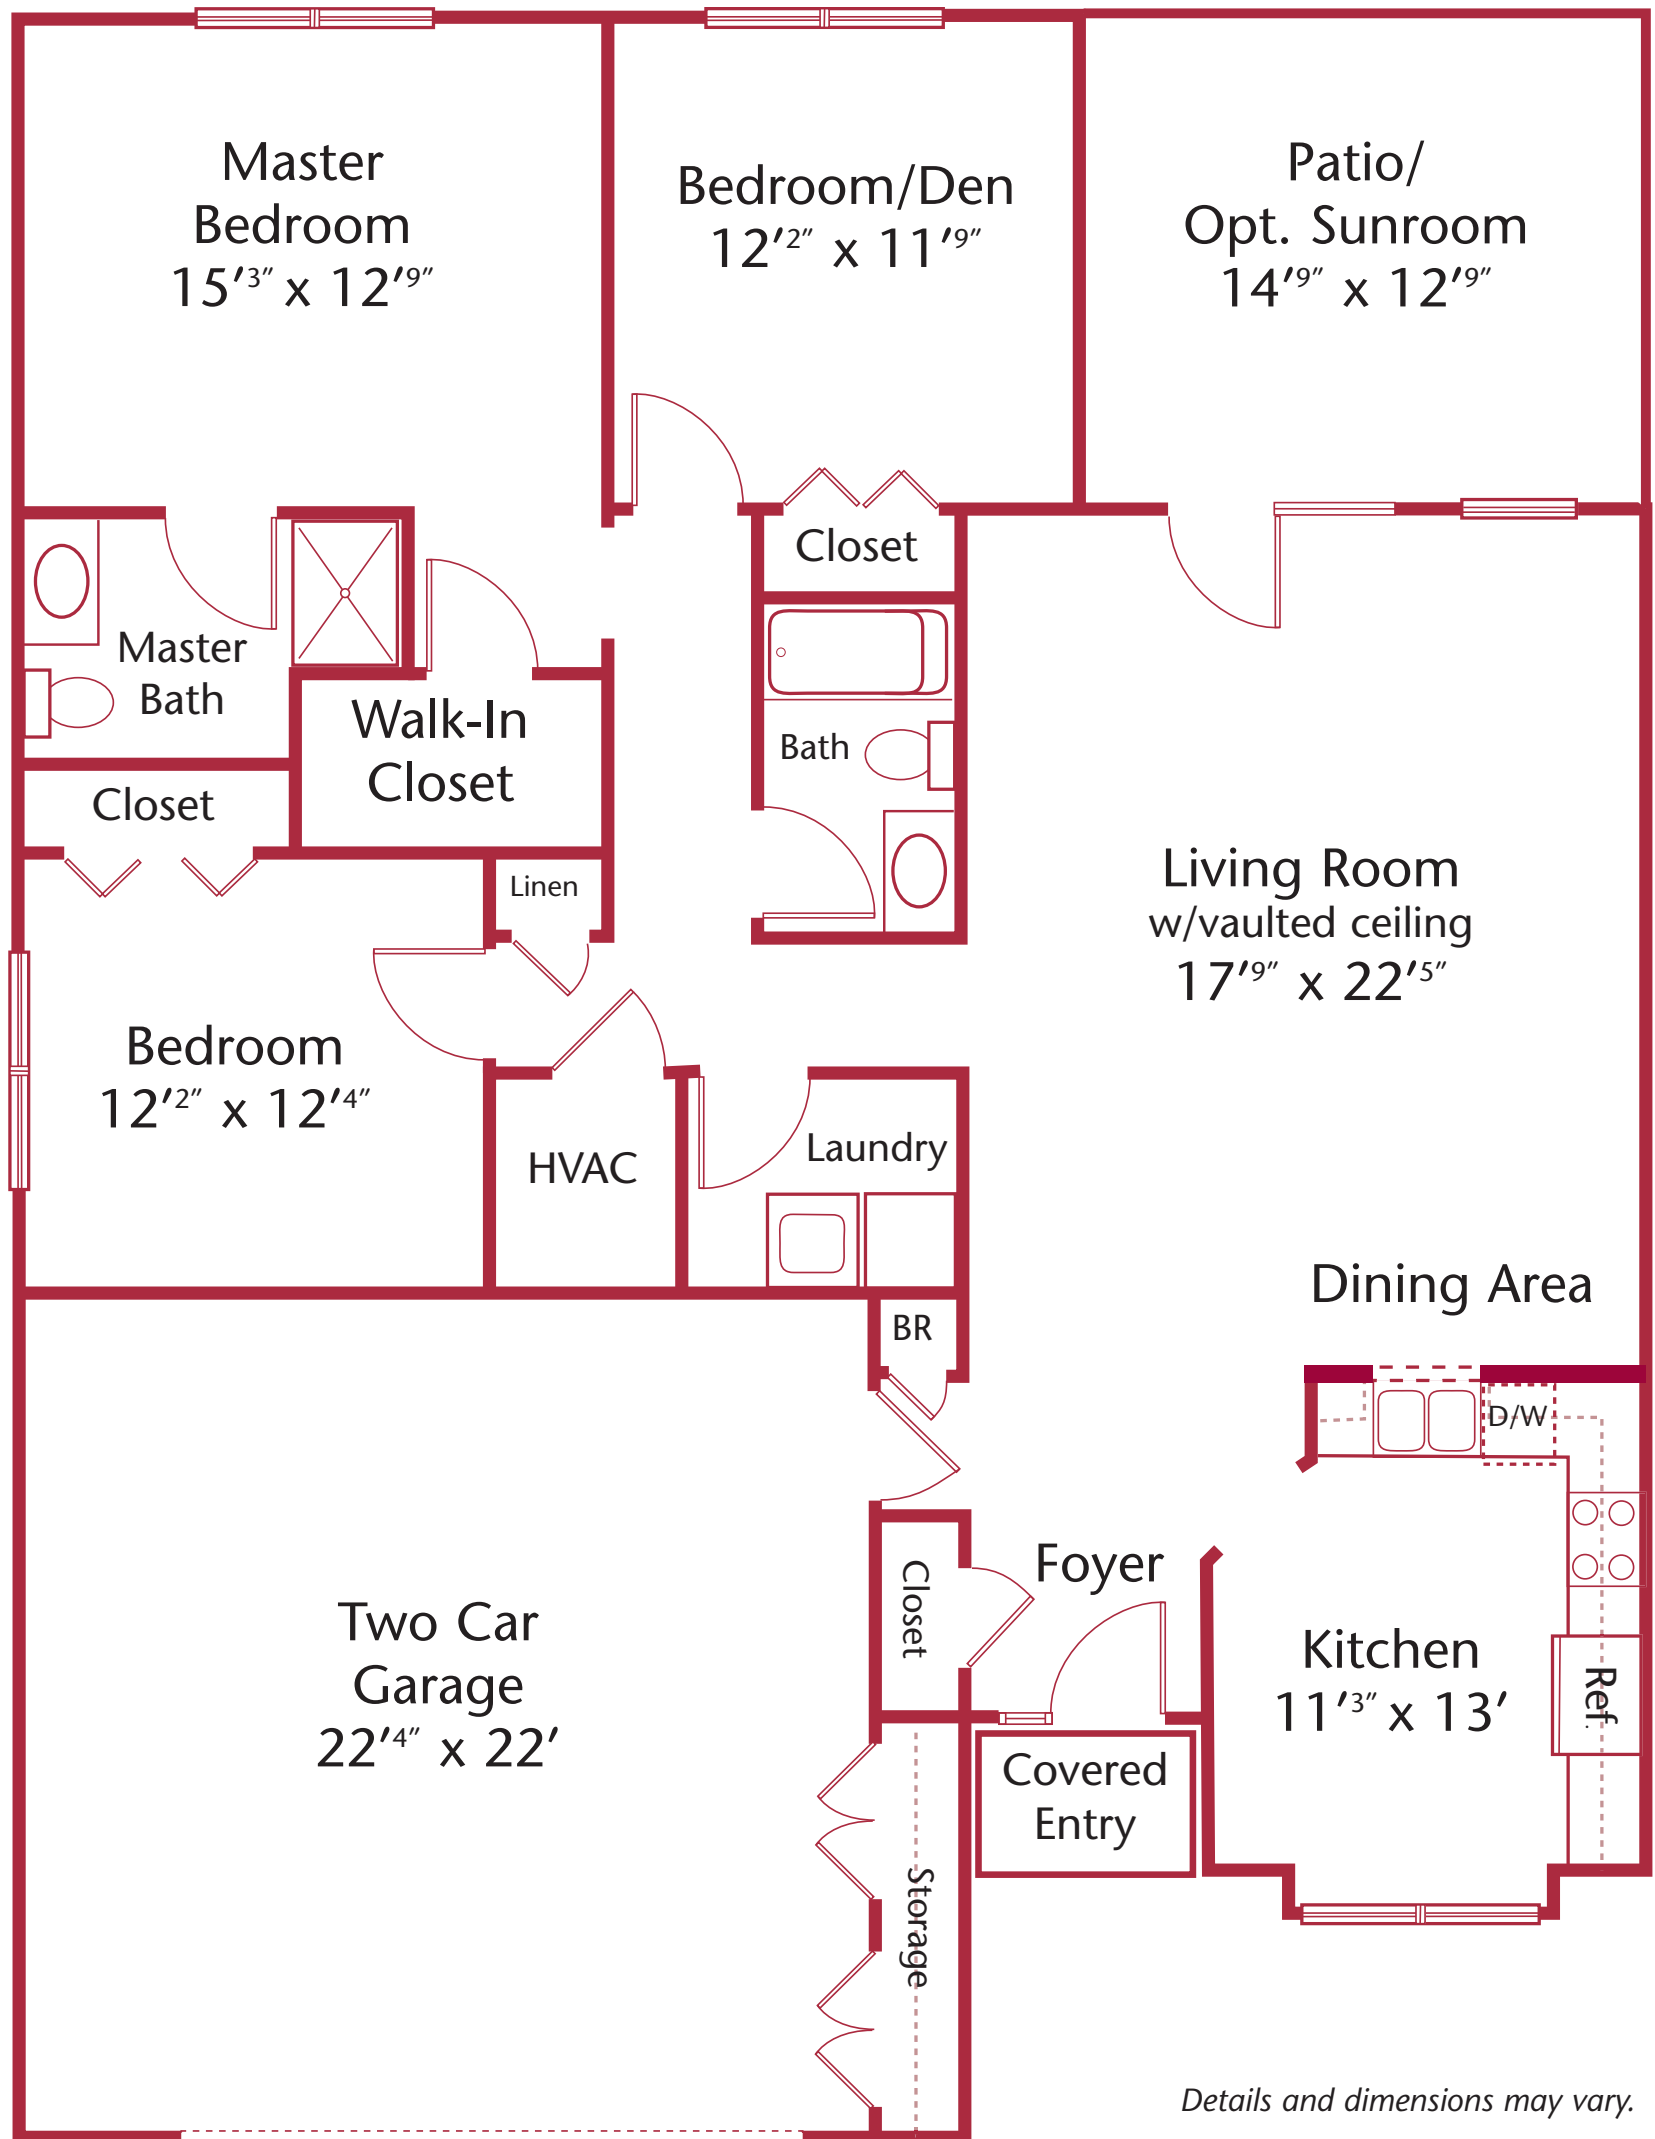 Master
Bedroom
15′3″ x 12′9″
Bedroom/Den
12′2″ x 11′9″
Patio/
Opt. Sunroom
14′9″ x 12′9″
Closet
Master
Bath
Walk-In
Closet
Bath
Closet
Linen
Living Room
w/vaulted ceiling
17′9″ x 22′5″
Bedroom
12′2″ x 12′4″
HVAC
Laundry
Dining Area
BR
D/W
Foyer
Closet
Two Car
Garage
22′4″ x 22′
Kitchen
11′3″ x 13′
Ref.
Covered
Entry
Storage
Details and dimensions may vary.